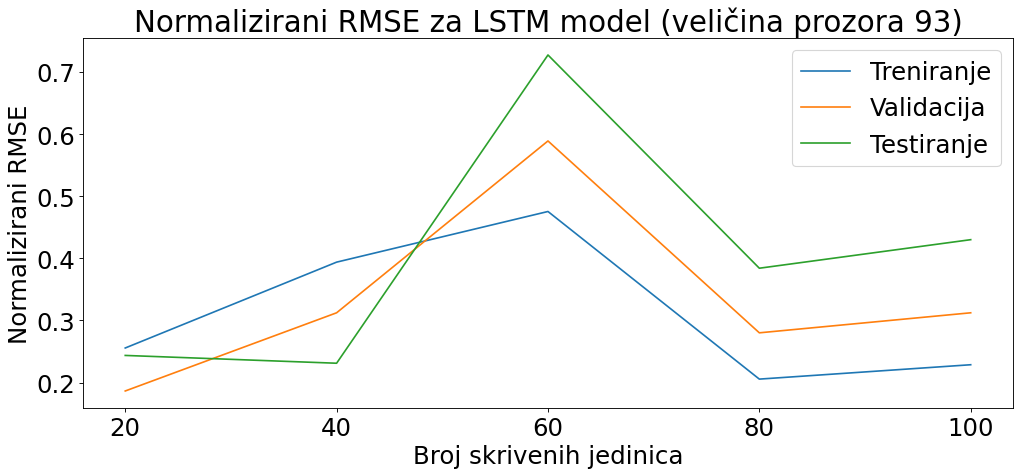 Normalizirani RMSE za LSTM model (veličina prozora 93)
Normalizirani RMSE
0.7
0.6
0.5
0.4
0.3
0.2
Treniranje
Validacija
Testiranje
20 40 60 80 100
Broj skrivenih jedinica